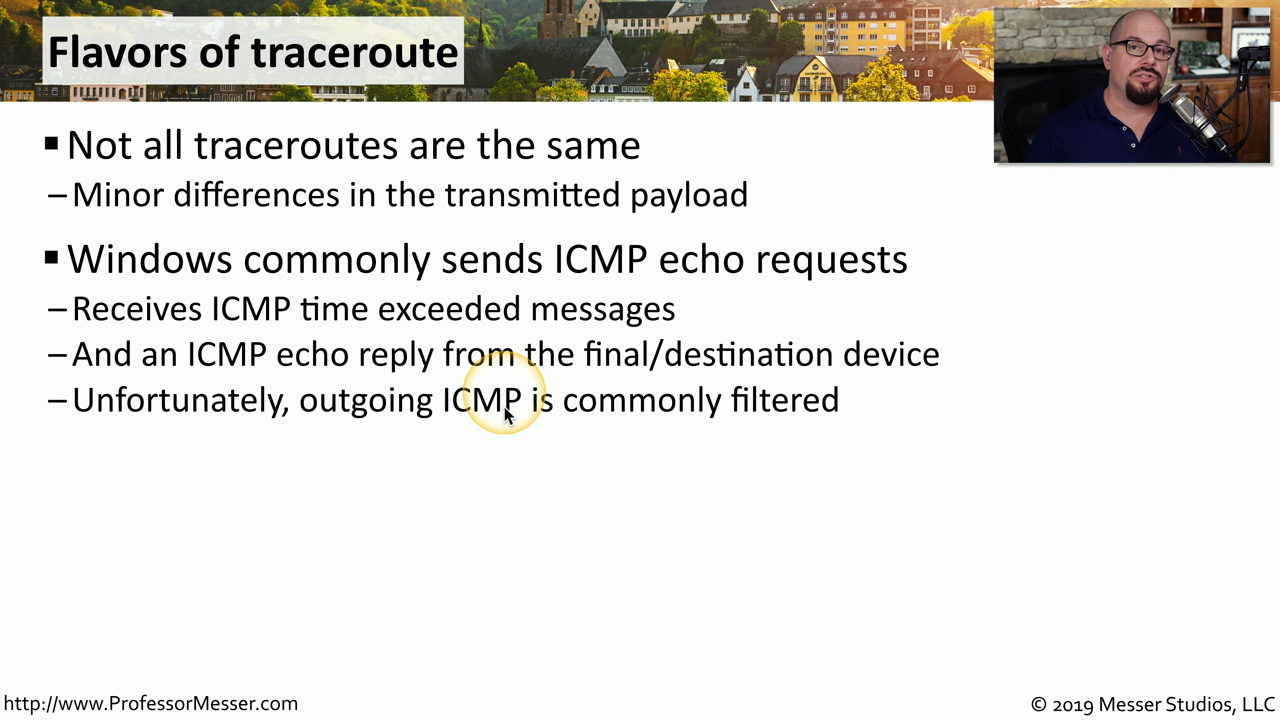 Flavors of traceroute
▪ Not all traceroutes are the same
– Minor differences in the transmitted payload
▪ Windows commonly sends ICMP echo requests
– Receives ICMP time exceeded messages
– And an ICMP echo reply from the final/destination device
– Unfortunately, outgoing ICMP is commonly filtered
http://www.ProfessorMesser.com
© 2019 Messer Studios, LLC